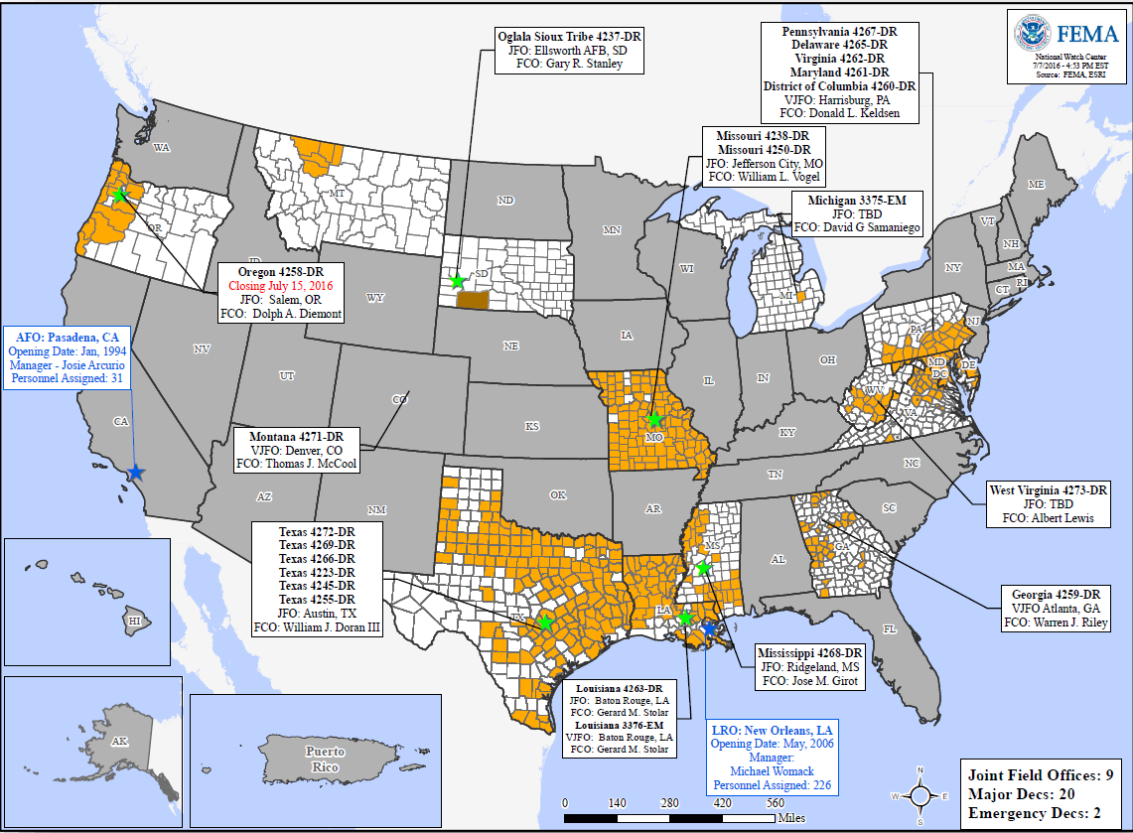 FEMA
National Watch Center
7/7/2016 - 4:53 PM EST
Source: FEMA, ESRI
Oglala Sioux Tribe 4237-DR
JFO: Ellsworth AFB, SD
FCO: Gary R. Stanley
Pennsylvania 4267-DR
Delaware 4265-DR
Virginia 4262-DR
Maryland 4261-DR
District of Columbia 4260-DR
VJFO: Harrisburg, PA
FCO: Donald L. Keldsen
Missouri 4238-DR
Missouri 4250-DR
JFO: Jefferson City, MO
FCO: William L. Vogel
Michigan 3375-EM
JFO: TBD
FCO: David G Samaniego
Oregon 4258-DR
Closing July 15, 2016
JFO: Salem, OR
FCO: Dolph A. Diemont
AFO: Pasadena, CA
Opening Date: Jan, 1994
Manager - Josie Arcurio
Personnel Assigned: 31
Montana 4271-DR
VJFO: Denver, CO
FCO: Thomas J. McCool
West Virginia 4273-DR
JFO: TBD
FCO: Albert Lewis
Texas 4272-DR
Texas 4269-DR
Texas 4266-DR
Texas 4223-DR
Texas 4245-DR
Texas 4255-DR
JFO: Austin, TX
FCO: William J. Doran III
Georgia 4259-DR
VJFO Atlanta, GA
FCO: Warren J. Riley
Mississippi 4268-DR
JFO: Ridgeland, MS
FCO: Jose M. Girot
Louisiana 4263-DR
JFO: Baton Rouge, LA
FCO: Gerard M. Stolar
Louisiana 3376-EM
VJFO: Baton Rouge, LA
FCO: Gerard M. Stolar
LRO: New Orleans, LA
Opening Date: May, 2006
Manager:
Michael Womack
Personnel Assigned: 226
WA
MT
ND
MN
ME
VT
NH
OR
ID
SD
WI
MI
NY
MA
RI
CT
WY
IA
PA
NJ
NV
NE
OH
MD
DE
DC
UT
IL
IN
WV
VA
CA
CO
KS
MO
KY
NC
TN
AZ
NM
OK
AR
SC
MS
AL
GA
TX
LA
FL
HI
AK
Puerto
Rico
N
W
E
S
0
140
280
420
560
Miles
Joint Field Offices: 9
Major Decs: 20
Emergency Decs: 2